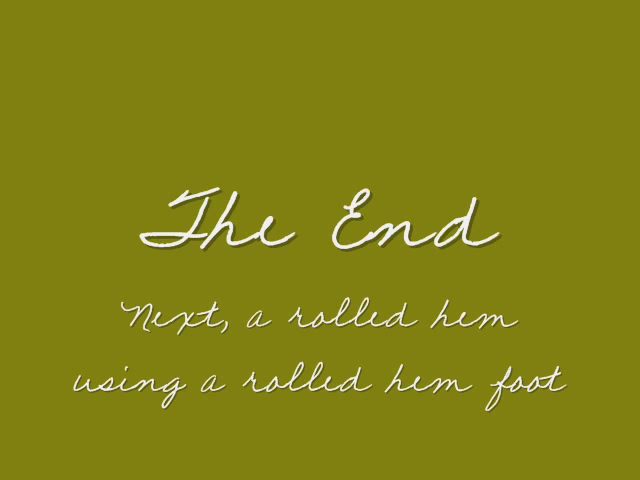 The End
Next, a rolled hem
using a rolled hem foot